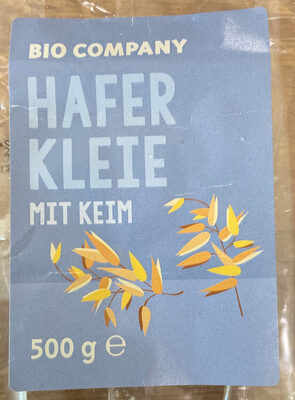 BIO COMPANY
HAFER
KLEIE
MIT KEIM
500 g ℮